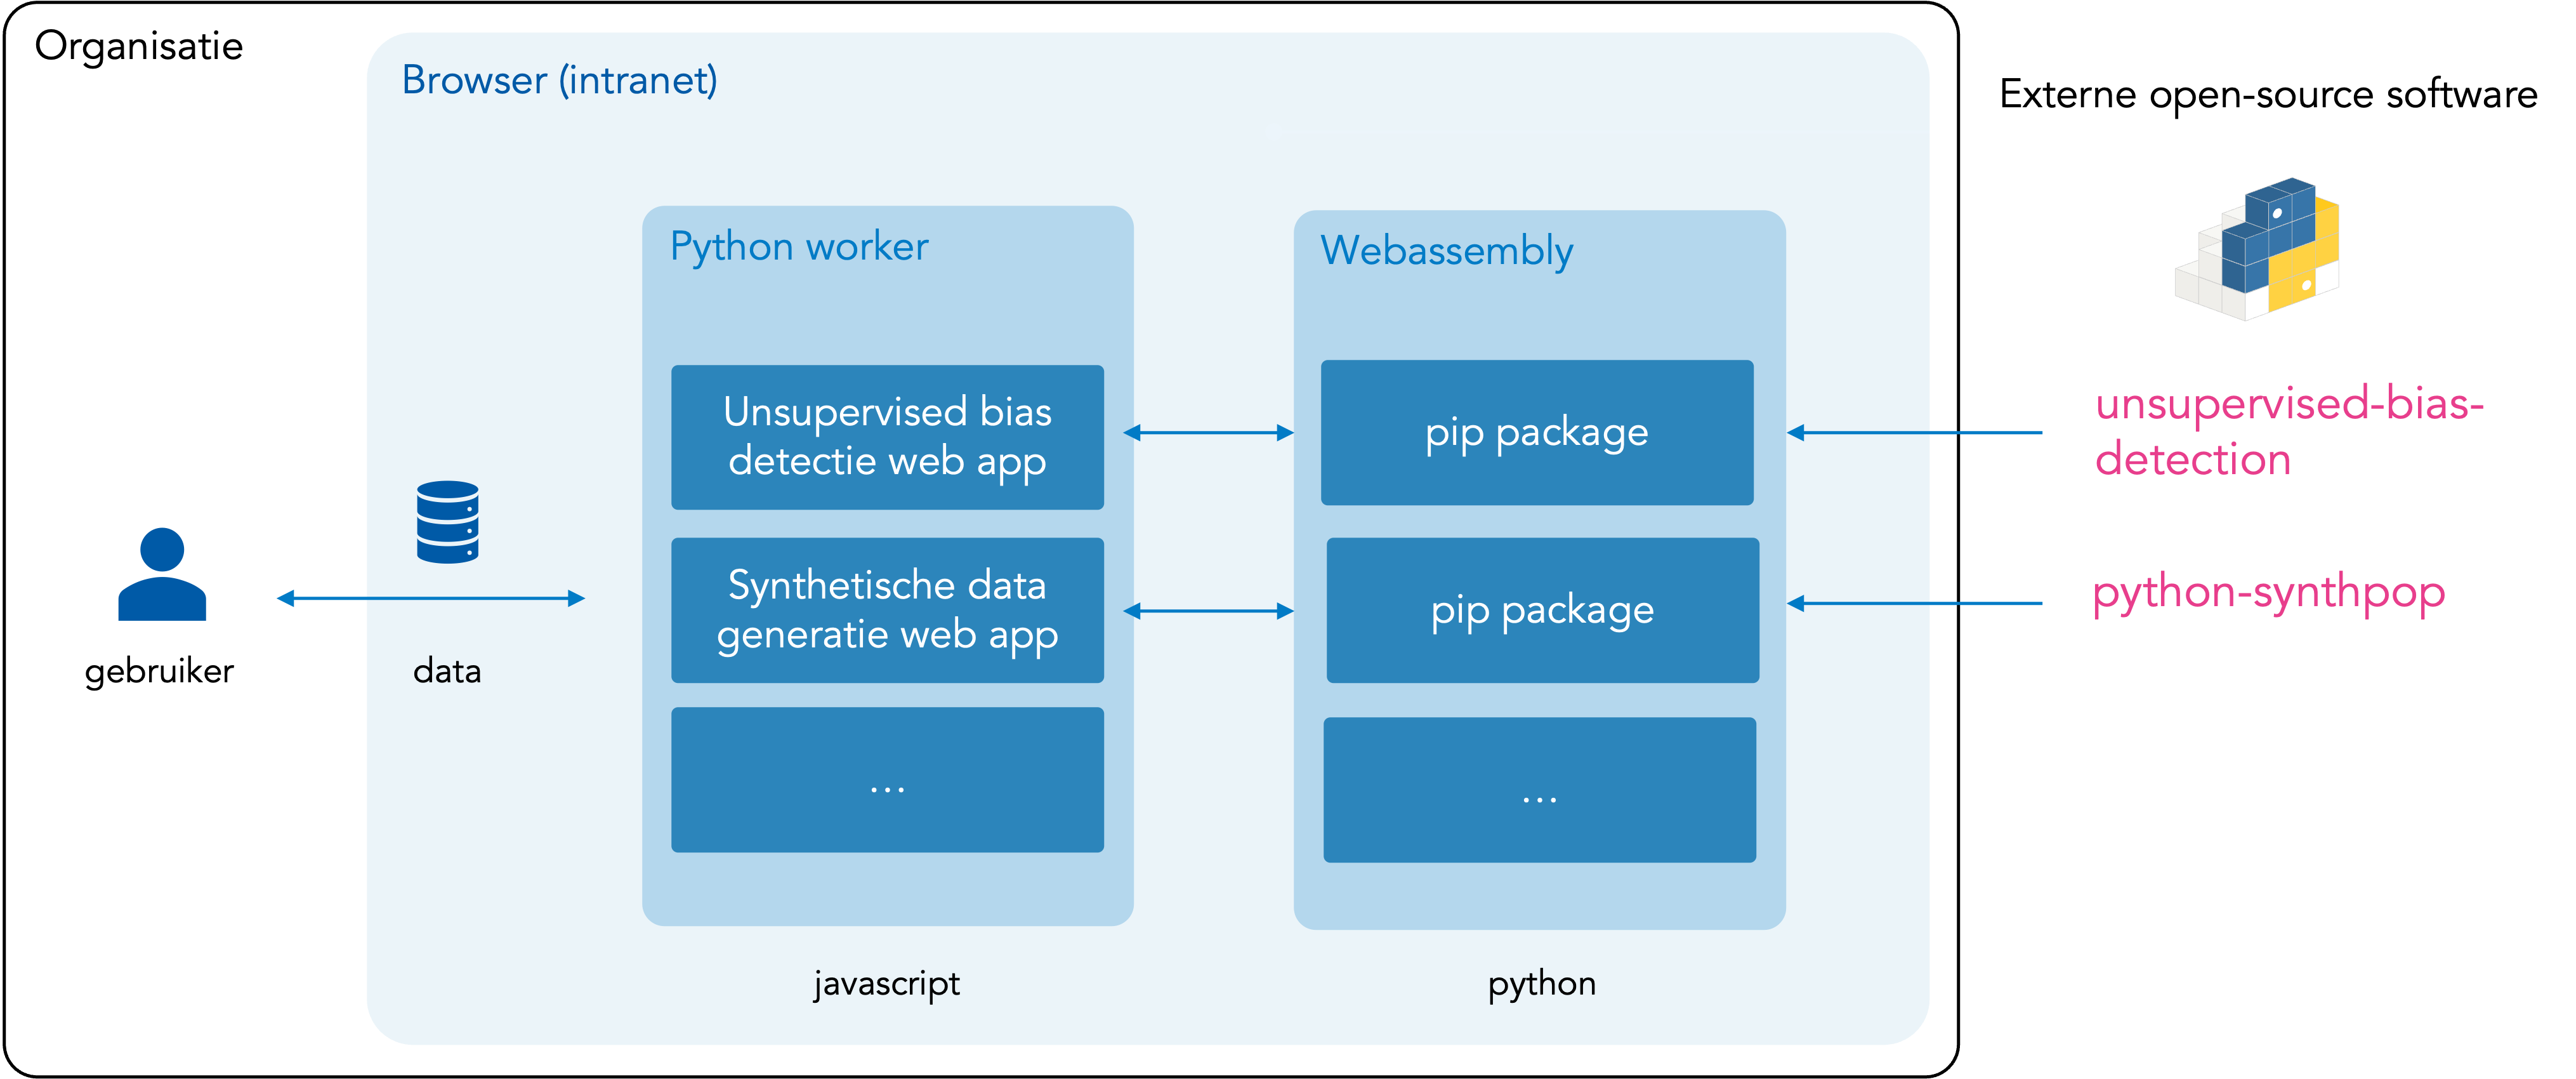 Organisatie
Browser (intranet)
Externe open-source software
Python worker
Webassembly
Unsupervised bias
detectie web app
pip package
unsupervised-bias-
detection
Synthetische data
generatie web app
pip package
python-synthpop
gebruiker
data
...
...
javascript
python